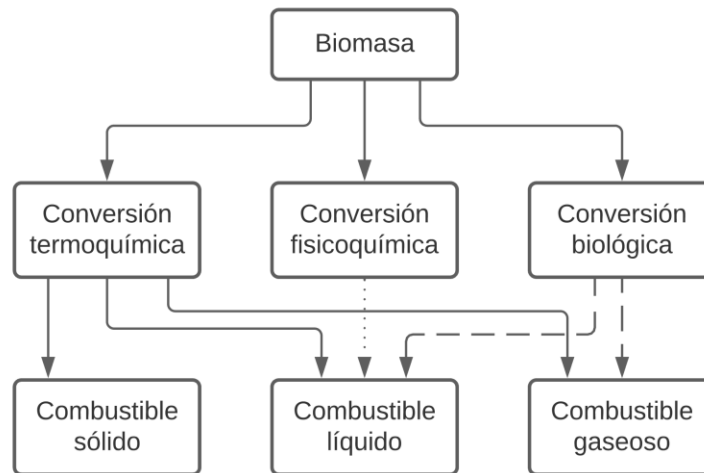 Biomasa
Conversión
termoquímica
Conversión
fisicoquímica
Conversión
biológica
Combustible
sólido
Combustible
líquido
Combustible
gaseoso